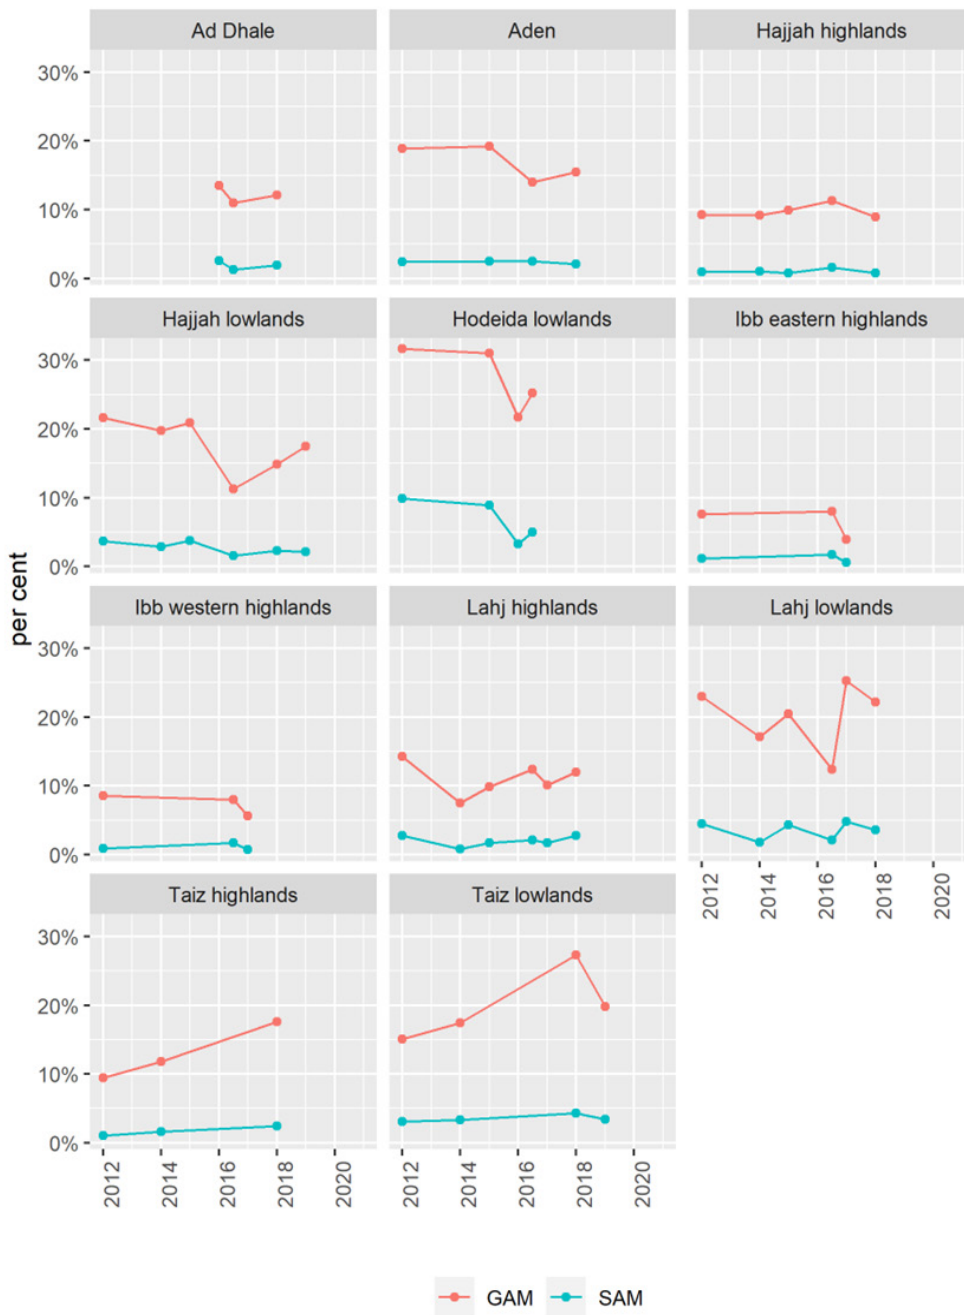 Ad Dhale
Aden
Hajjah highlands
30%
20%
10%
0%
Hajjah lowlands
Hodeida lowlands
Ibb eastern highlands
30%
20%
10%
0%
per cent
Ibb western highlands
Lahj highlands
Lahj lowlands
30%
20%
10%
0%
2012
2014
2016
2018
2020
Taiz highlands
Taiz lowlands
30%
20%
10%
0%
2012
2014
2016
2018
2020
2012
2014
2016
2018
2020
GAM
SAM